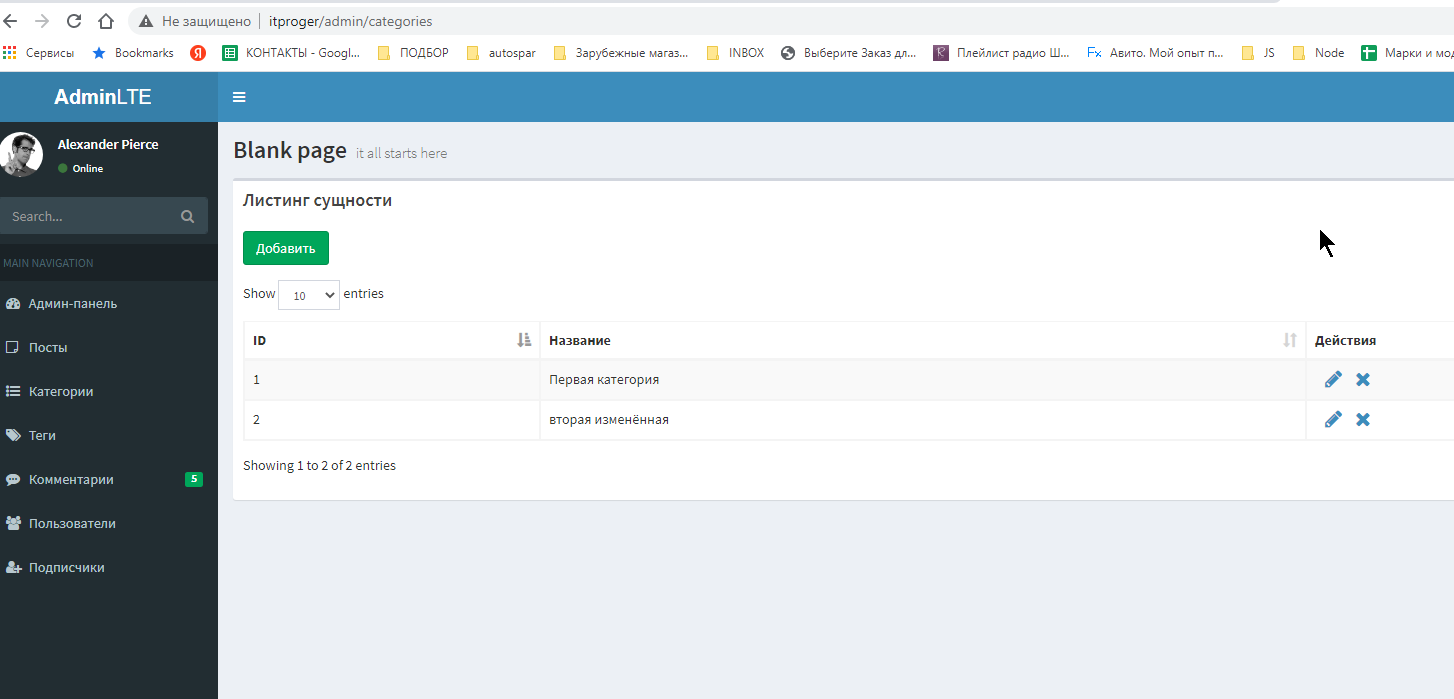 Не защищено itproger/admin/categories
Сервисы Bookmarks Я КОНТАКТЫ - Googl... ПОДБОР autospar Зарубежные магаз... INBOX Выберите Заказ дл... R Плейлист радио Ш... Fx Авито. Мой опыт п... JS Node Марки и мод
AdminLTE
Alexander Pierce
Online
Search...
MAIN NAVIGATION
Админ-панель
Посты
Категории
Теги
Комментарии 5
Пользователи
Подписчики
Blank page it all starts here
Листинг сущности
Добавить
Show 10 entries
ID Название Действия
1 Первая категория
2 вторая изменённая
Showing 1 to 2 of 2 entries